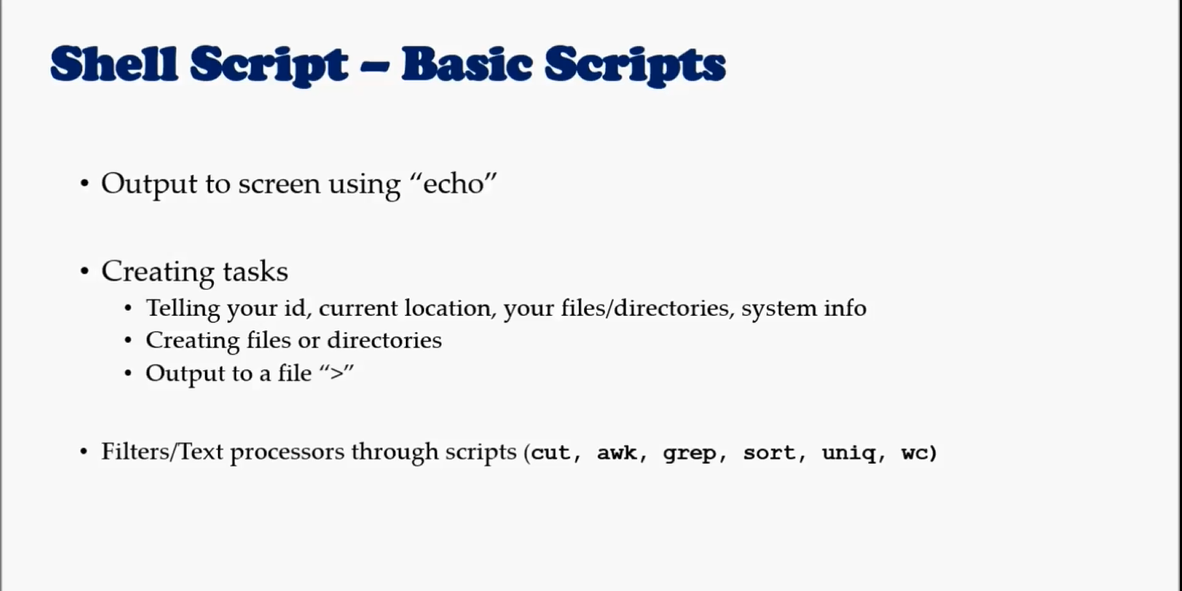 Shell Script – Basic Scripts
• Output to screen using “echo”
• Creating tasks
• Telling your id, current location, your files/directories, system info
• Creating files or directories
• Output to a file “>”
• Filters/Text processors through scripts (cut, awk, grep, sort, uniq, wc)